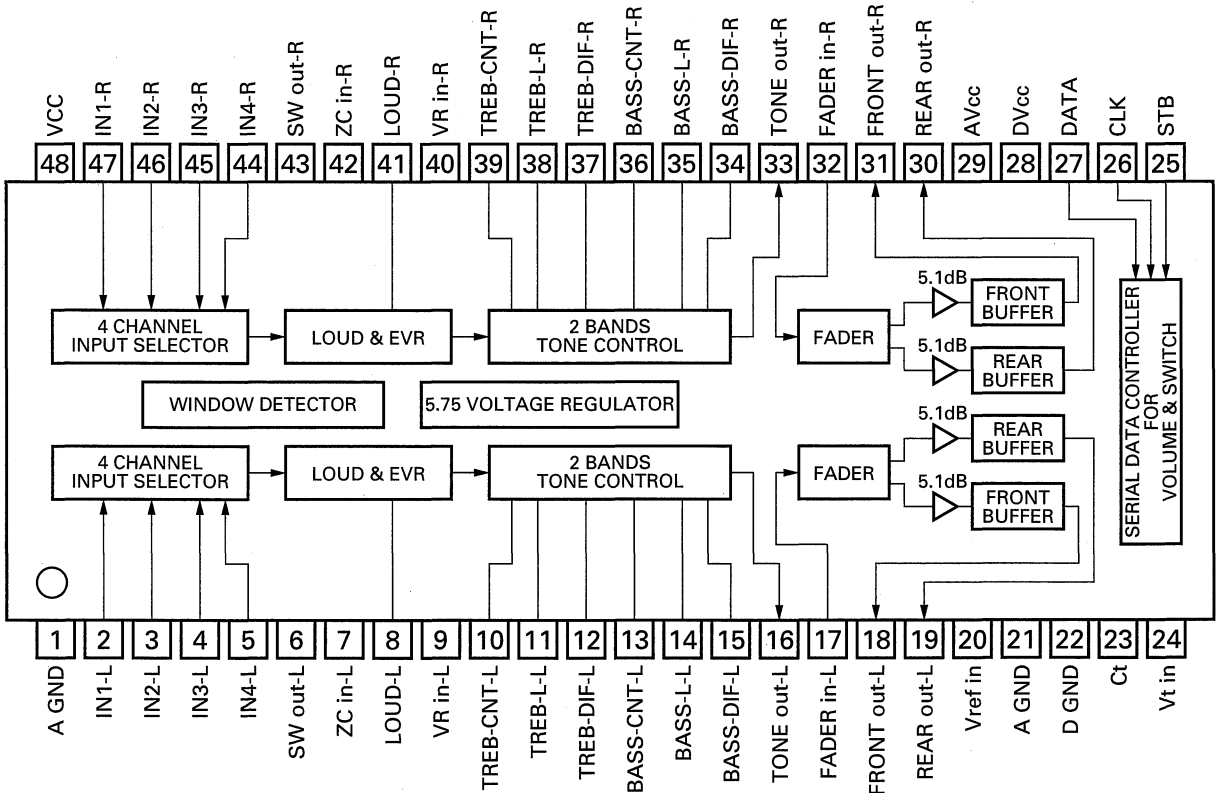 VCC
IN1-R
IN2-R
IN3-R
IN4-R
SW out-R
ZC in-R
LOUD-R
VR in-R
TREB-CNT-R
TREB-L-R
TREB-DIF-R
BASS-CNT-R
BASS-L-R
BASS-DIF-R
TONE out-R
FADER in-R
FRONT out-R
REAR out-R
AVcc
DVcc
DATA
CLK
STB
48 47 46 45 44 43 42 41 40 39 38 37 36 35 34 33 32 31 30 29 28 27 26 25
4 CHANNEL
INPUT SELECTOR
LOUD & EVR
2 BANDS
TONE CONTROL
FADER
5.1dB
FRONT
BUFFER
5.1dB
REAR
BUFFER
WINDOW DETECTOR
5.75 VOLTAGE REGULATOR
4 CHANNEL
INPUT SELECTOR
LOUD & EVR
2 BANDS
TONE CONTROL
FADER
5.1dB
REAR
BUFFER
5.1dB
FRONT
BUFFER
SERIAL DATA CONTROLLER
FOR
VOLUME & SWITCH
1 2 3 4 5 6 7 8 9 10 11 12 13 14 15 16 17 18 19 20 21 22 23 24
A GND
IN1-L
IN2-L
IN3-L
IN4-L
SW out-L
ZC in-L
LOUD-L
VR in-L
TREB-CNT-L
TREB-L-L
TREB-DIF-L
BASS-CNT-L
BASS-L-L
BASS-DIF-L
TONE out-L
FADER in-L
FRONT out-L
REAR out-L
Vref in
A GND
D GND
Ct
Vt in